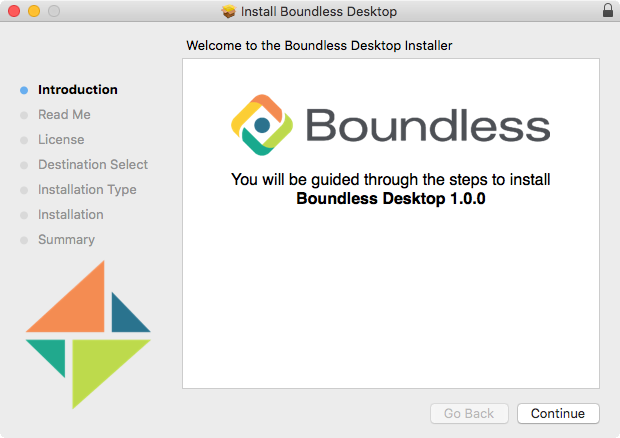 Install Boundless Desktop
Welcome to the Boundless Desktop Installer
Introduction
Read Me
License
Destination Select
Installation Type
Installation
Summary
Boundless
You will be guided through the steps to install
Boundless Desktop 1.0.0
Go Back
Continue